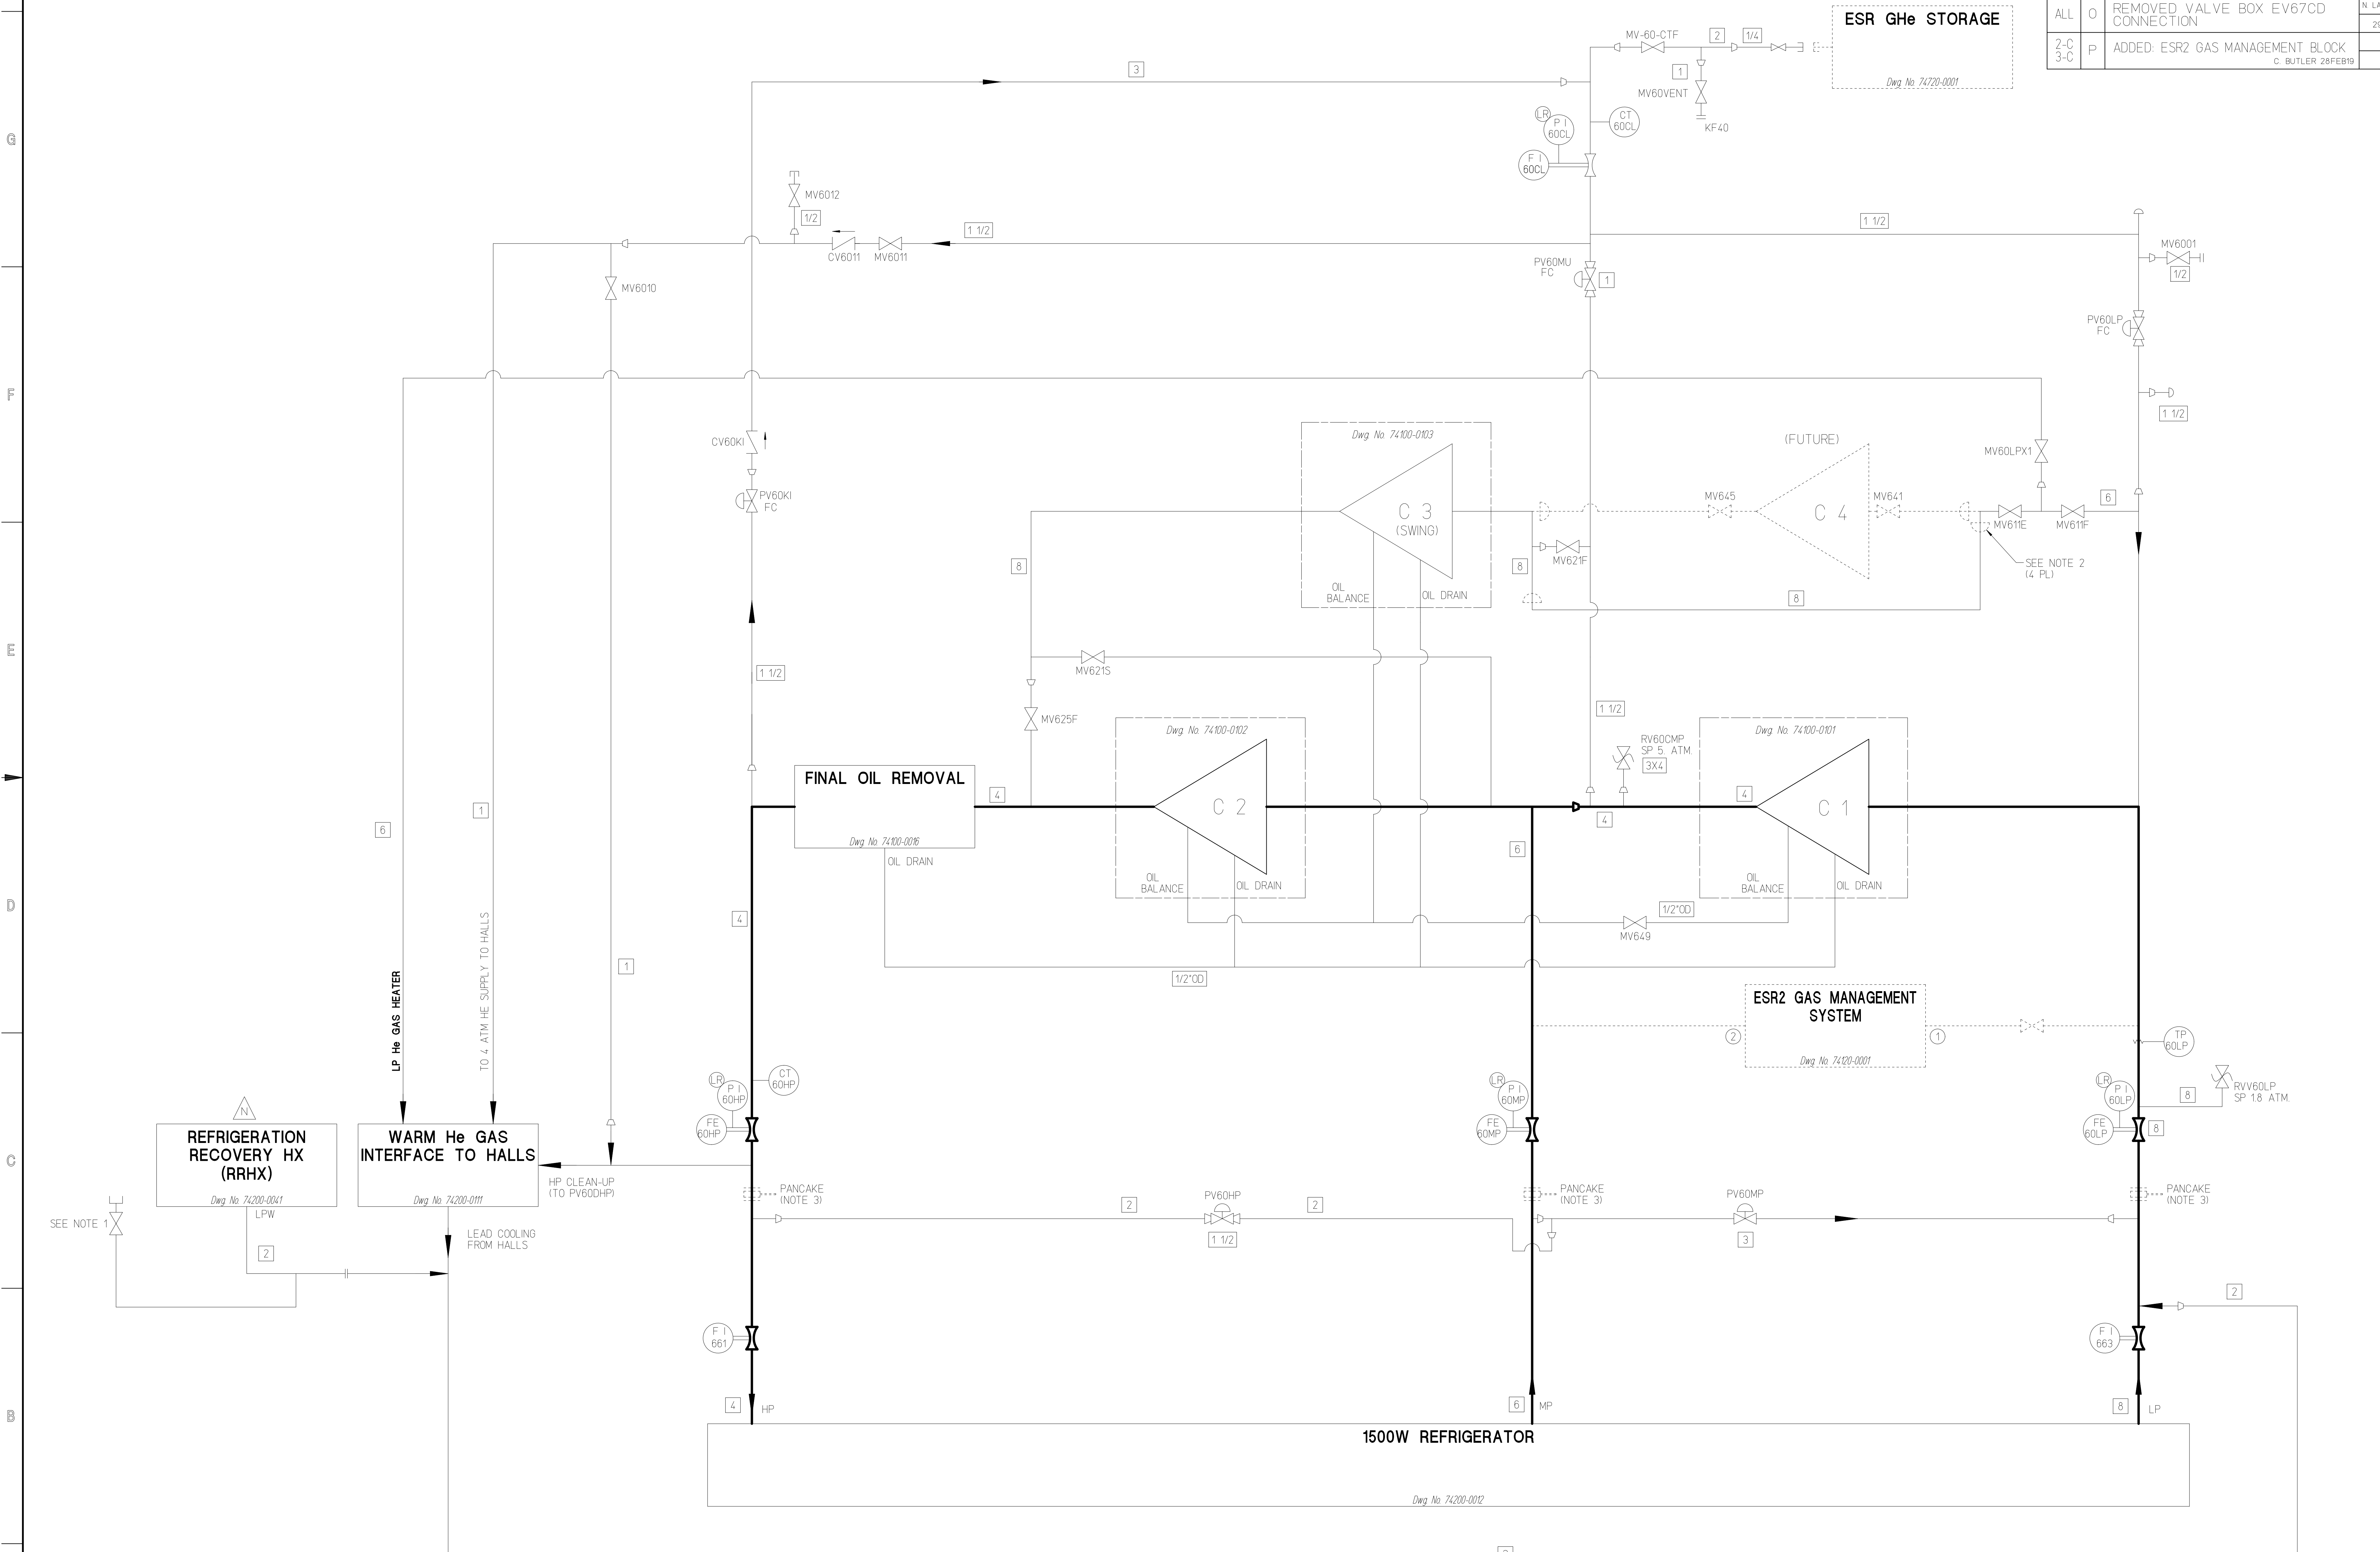 ESR GHe STORAGE
Dwg. No. 74720-0001
ALL
O
REMOVED VALVE BOX EV67CD
CONNECTION
2-C
3-C
P
ADDED: ESR2 GAS MANAGEMENT BLOCK
C. BUTLER 28FEB19
MV-60-CTF
2
1/4
1
MV60VENT
KF40
3
LR
P I
60CL
CT
60CL
F I
60CL
G
MV6012
1/2
1 1/2
CV6011
MV6011
1 1/2
MV6001
1/2
PV60MU
FC
1
MV6010
PV60LP
FC
F
1 1/2
CV60KI
PV60KI
FC
Dwg. No. 74100-0103
C 3
(SWING)
(FUTURE)
MV645
C 4
MV641
MV60LPX1
6
MV611E
MV611F
MV621F
SEE NOTE 2
(4 PL)
8
8
8
OIL
BALANCE
OIL DRAIN
E
1 1/2
MV621S
MV625F
1 1/2
RV60CMP
SP 5. ATM.
3X4
Dwg. No. 74100-0102
Dwg. No. 74100-0101
FINAL OIL REMOVAL
Dwg. No. 74100-0016
4
C 2
4
4
C 1
6
1
OIL DRAIN
6
OIL
BALANCE
OIL DRAIN
OIL
BALANCE
OIL DRAIN
D
4
1/2"OD
MV649
1
1/2"OD
LP He GAS HEATER
TO 4 ATM HE SUPPLY TO HALLS
ESR2 GAS MANAGEMENT
SYSTEM
Dwg. No. 74120-0001
2
1
TP
60LP
LR
P I
60HP
CT
60HP
FE
60HP
LR
P I
60MP
FE
60MP
LR
P I
60LP
FE
60LP
8
8
RVV60LP
SP 1.8 ATM.
N
REFRIGERATION
RECOVERY HX
(RRHX)
Dwg. No. 74200-0041
LPW
WARM He GAS
INTERFACE TO HALLS
Dwg. No. 74200-0111
C
HP CLEAN-UP
(TO PV60DHP)
PANCAKE
(NOTE 3)
PANCAKE
(NOTE 3)
PANCAKE
(NOTE 3)
SEE NOTE 1
2
LEAD COOLING
FROM HALLS
2
PV60HP
1 1/2
2
PV60MP
3
2
F I
661
F I
663
B
4
HP
6
MP
8
LP
1500W REFRIGERATOR
Dwg. No. 74200-0012